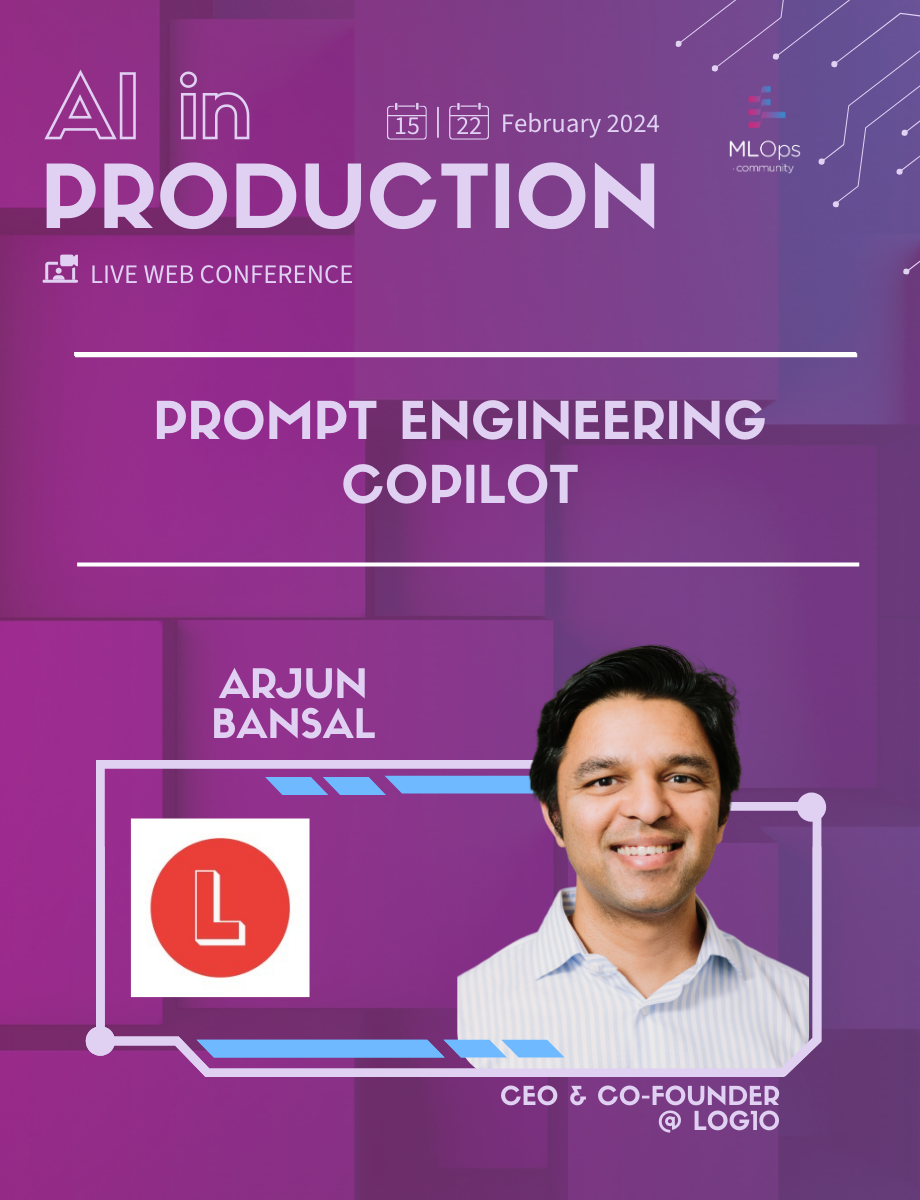 AI in
15 | 22 February 2024
MLOps
community
PRODUCTION
LIVE WEB CONFERENCE
PROMPT ENGINEERING
COPILOT
ARJUN
BANSAL
L
CEO & CO-FOUNDER
@ LOG10